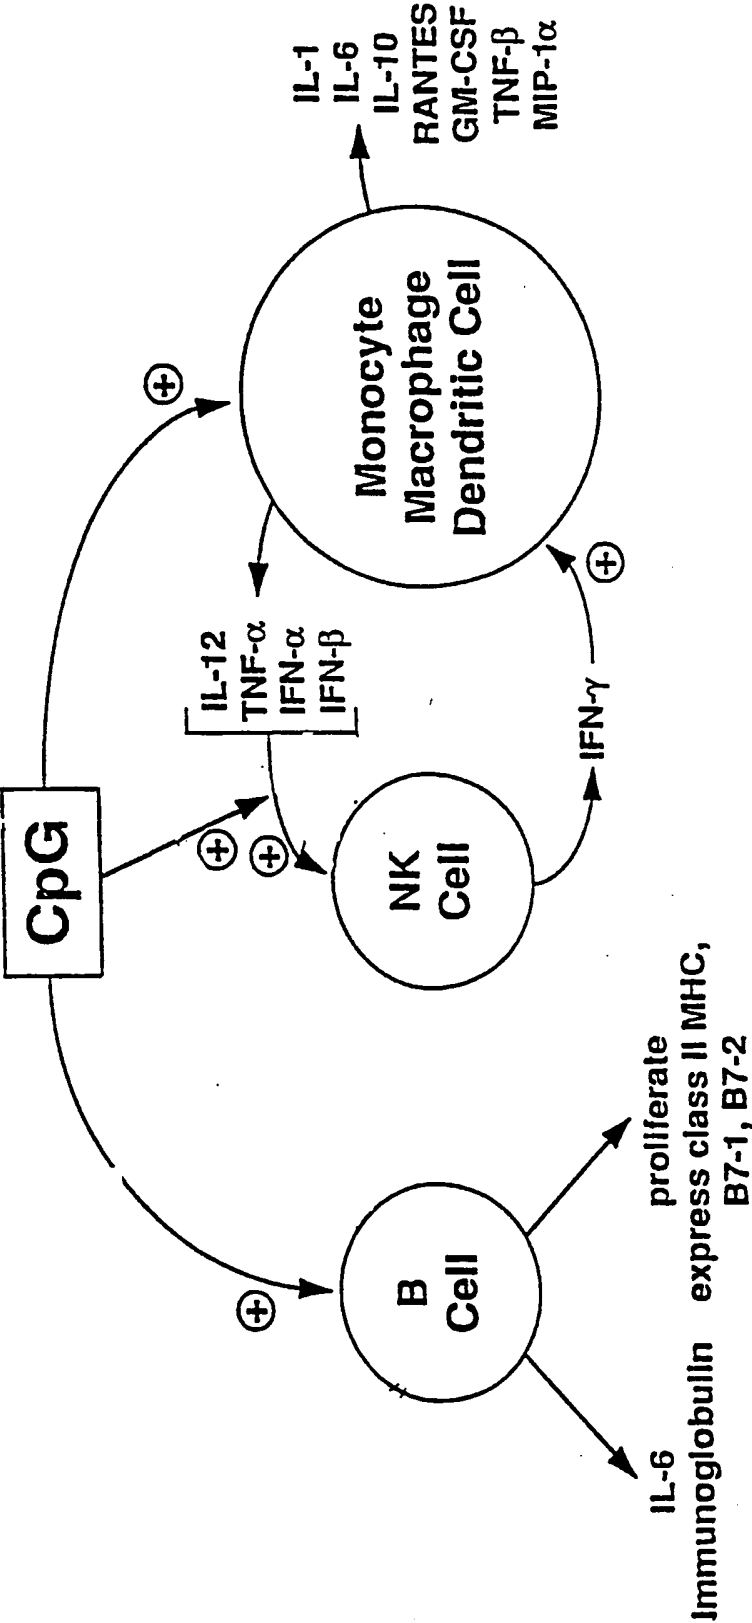 CpG
IL-12
TNF-α
IFN-α
IFN-β
B
Cell
NK
Cell
Monocyte
Macrophage
Dendritic Cell
IL-1
IL-6
IL-10
RANTES
GM-CSF
TNF-β
MIP-1α
IFN-γ
IL-6
Immunoglobulin
proliferate
express class II MHC,
B7-1, B7-2